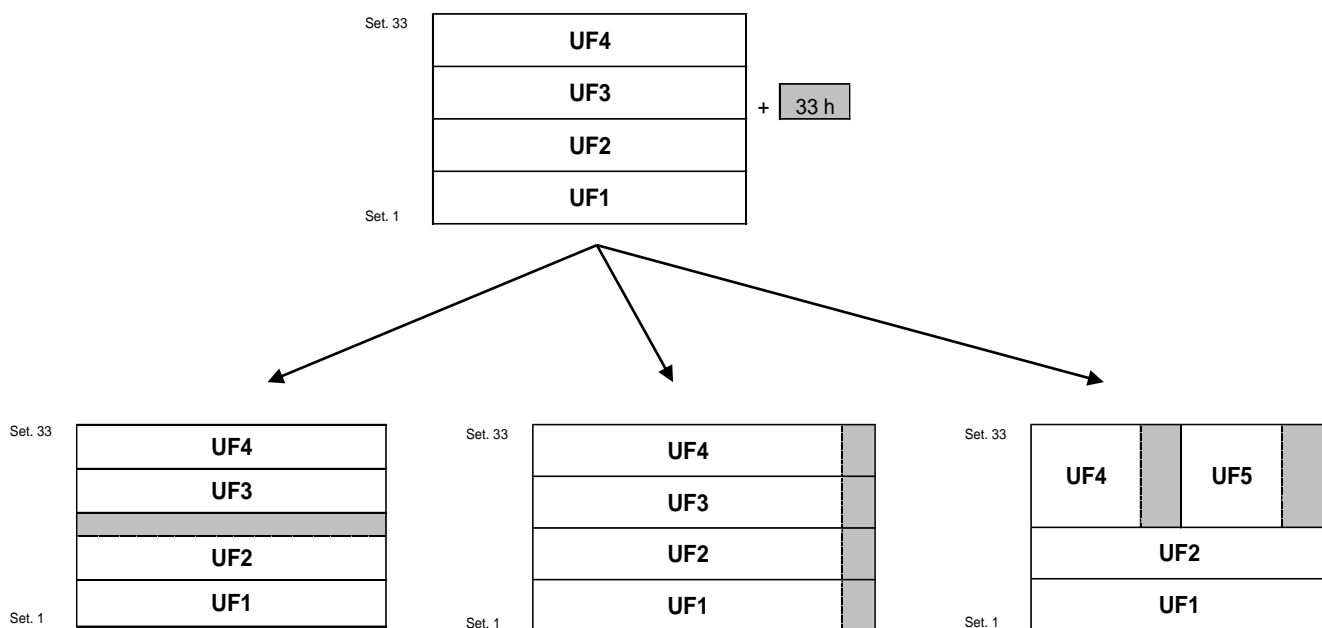 Set. 33
UF4
UF3
+ 33 h
UF2
UF1
Set. 1
Set. 33
UF4
UF3
UF2
UF1
Set. 1
Set. 33
UF4
UF3
UF2
UF1
Set. 1
Set. 33
UF4 UF5
UF2
UF1
Set. 1